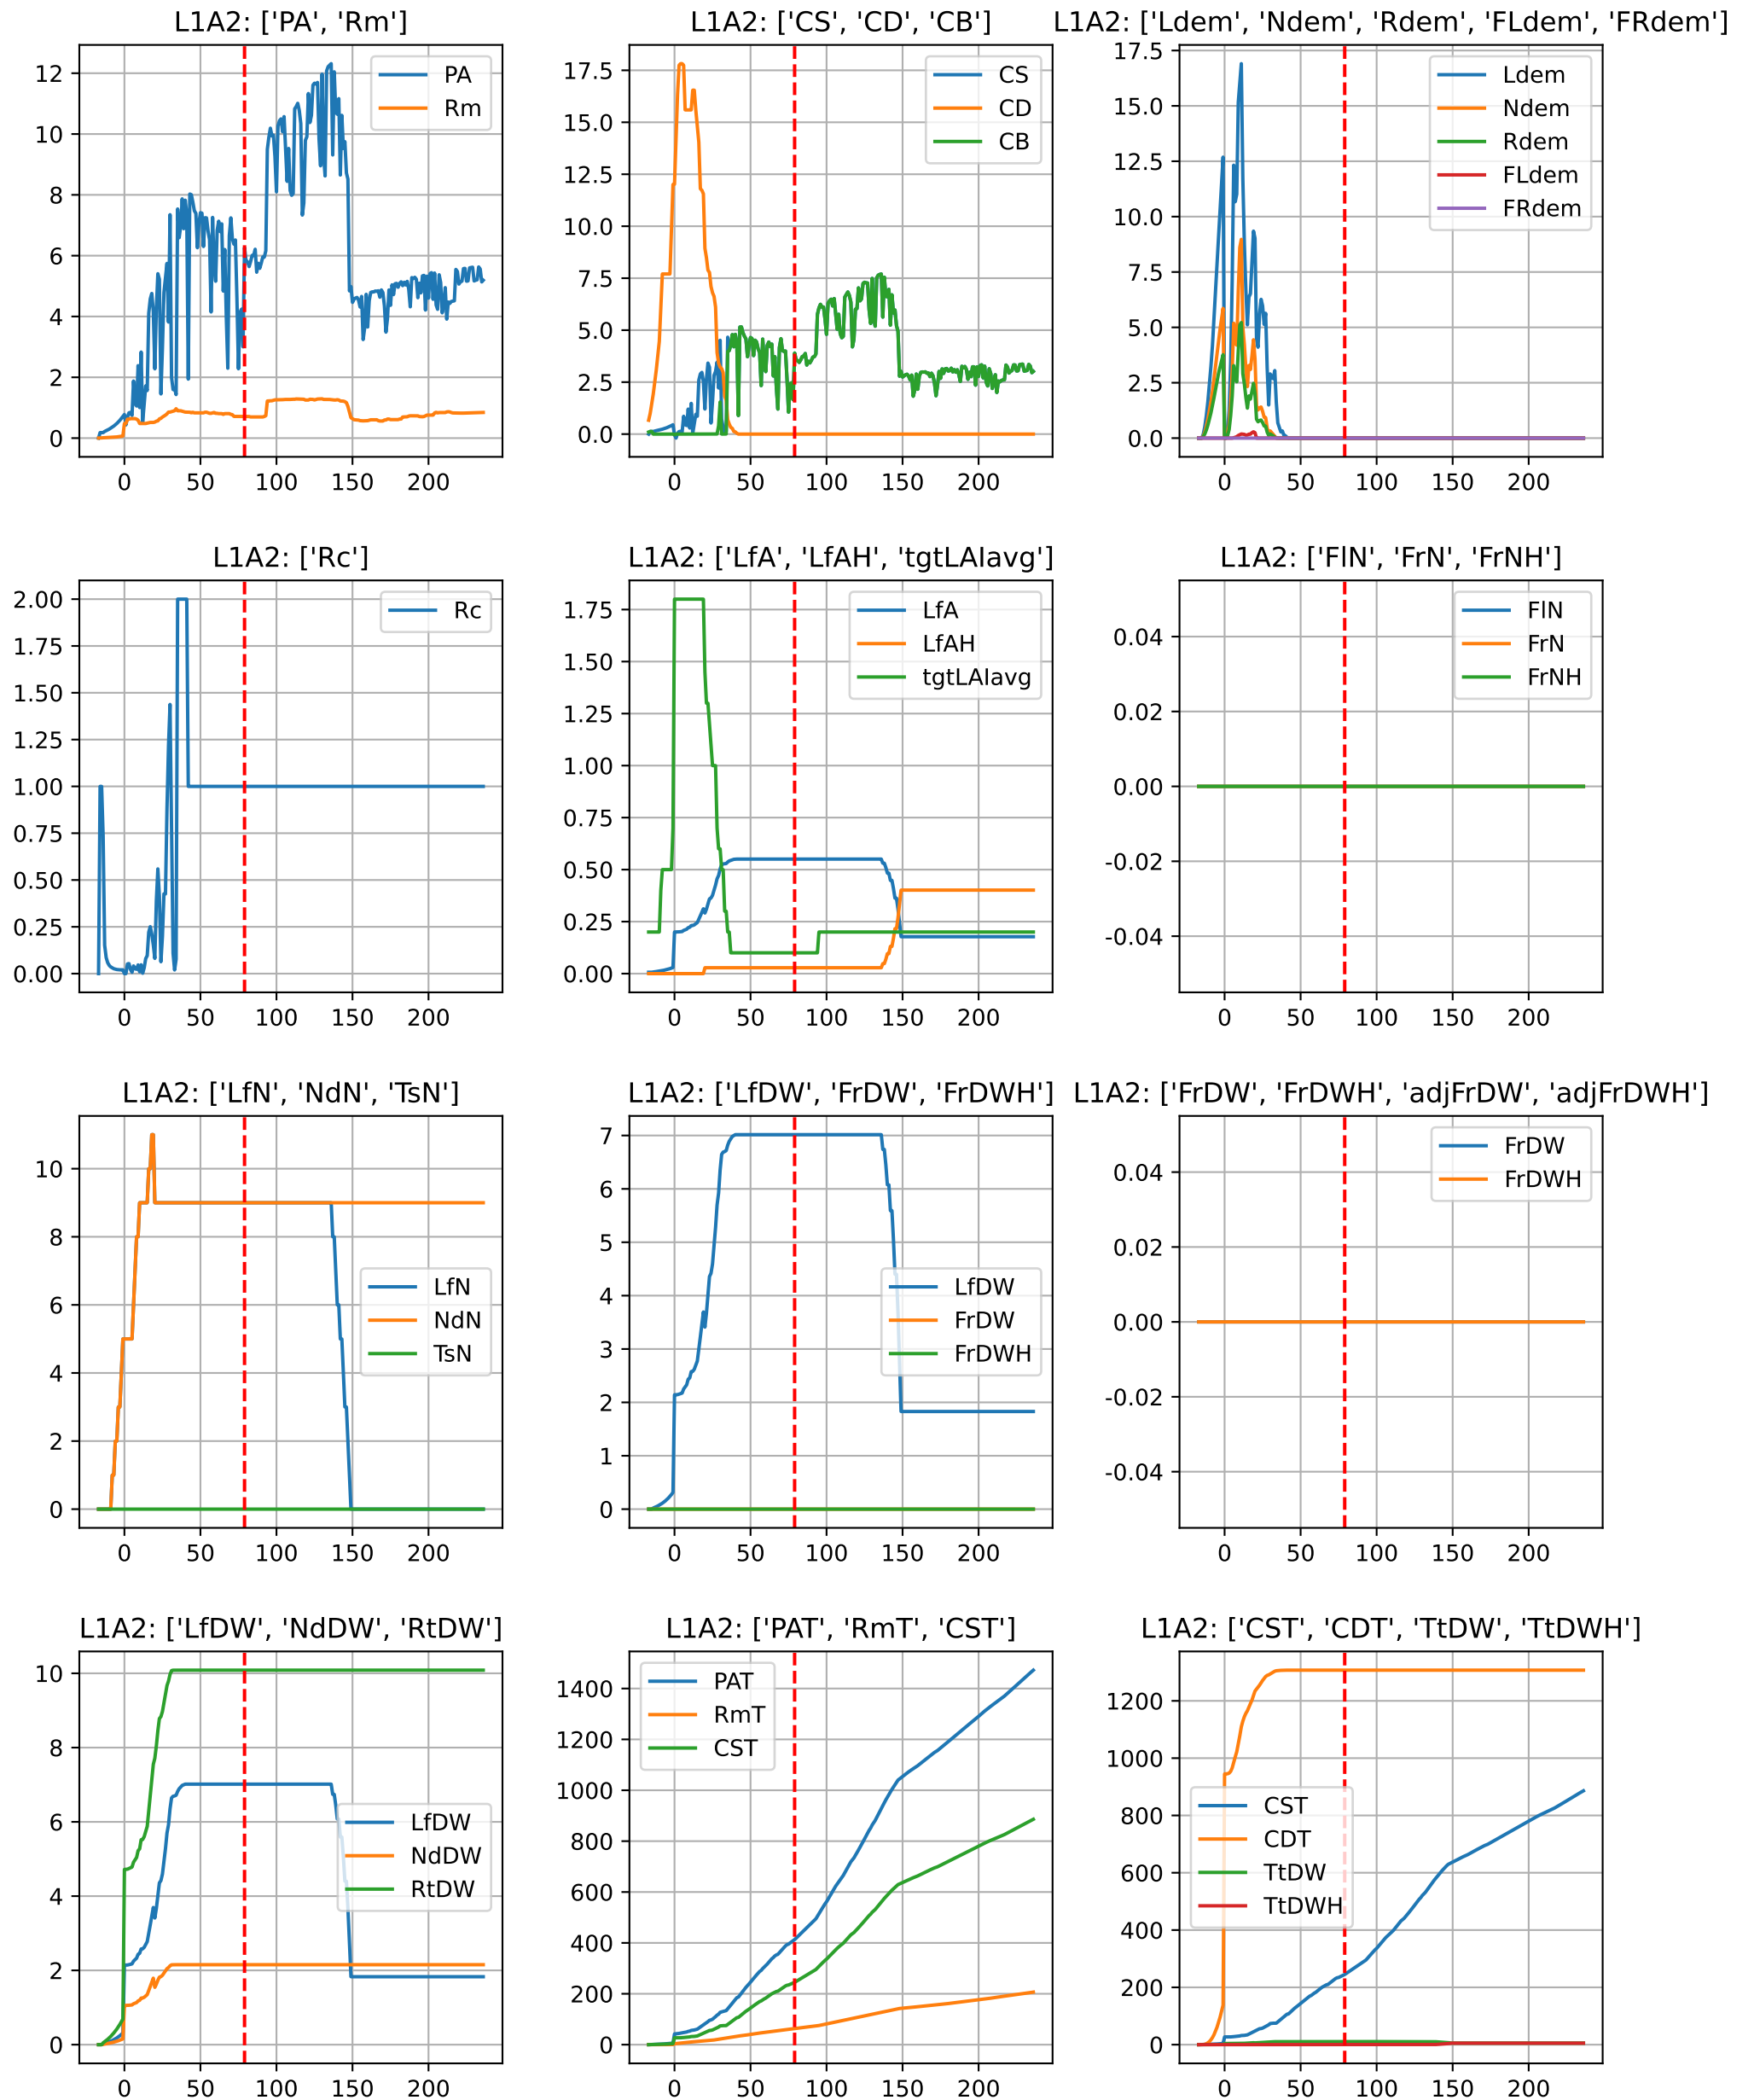 L1A2: ['PA', 'Rm']
12
10
8
6
4
2
0
0 50 100 150 200
PA
Rm
L1A2: ['CS', 'CD', 'CB']
17.5
15.0
12.5
10.0
7.5
5.0
2.5
0.0
0 50 100 150 200
CS
CD
CB
L1A2: ['Ldem', 'Ndem', 'Rdem', 'FLdem', 'FRdem']
17.5
15.0
12.5
10.0
7.5
5.0
2.5
0.0
0 50 100 150 200
Ldem
Ndem
Rdem
FLdem
FRdem
L1A2: ['Rc']
2.00
1.75
1.50
1.25
1.00
0.75
0.50
0.25
0.00
0 50 100 150 200
Rc
L1A2: ['LfA', 'LfAH', 'tgtLAIavg']
1.75
1.50
1.25
1.00
0.75
0.50
0.25
0.00
0 50 100 150 200
LfA
LfAH
tgtLAIavg
L1A2: ['FlN', 'FrN', 'FrNH']
0.04
0.02
0.00
-0.02
-0.04
0 50 100 150 200
FlN
FrN
FrNH
L1A2: ['LfN', 'NdN', 'TsN']
10
8
6
4
2
0
0 50 100 150 200
LfN
NdN
TsN
L1A2: ['LfDW', 'FrDW', 'FrDWH']
7
6
5
4
3
2
1
0
0 50 100 150 200
LfDW
FrDW
FrDWH
L1A2: ['FrDW', 'FrDWH', 'adjFrDW', 'adjFrDWH']
0.04
0.02
0.00
-0.02
-0.04
0 50 100 150 200
FrDW
FrDWH
L1A2: ['LfDW', 'NdDW', 'RtDW']
10
8
6
4
2
0
0 50 100 150 200
LfDW
NdDW
RtDW
L1A2: ['PAT', 'RmT', 'CST']
1400
1200
1000
800
600
400
200
0
0 50 100 150 200
PAT
RmT
CST
L1A2: ['CST', 'CDT', 'TtDW', 'TtDWH']
1200
1000
800
600
400
200
0
0 50 100 150 200
CST
CDT
TtDW
TtDWH